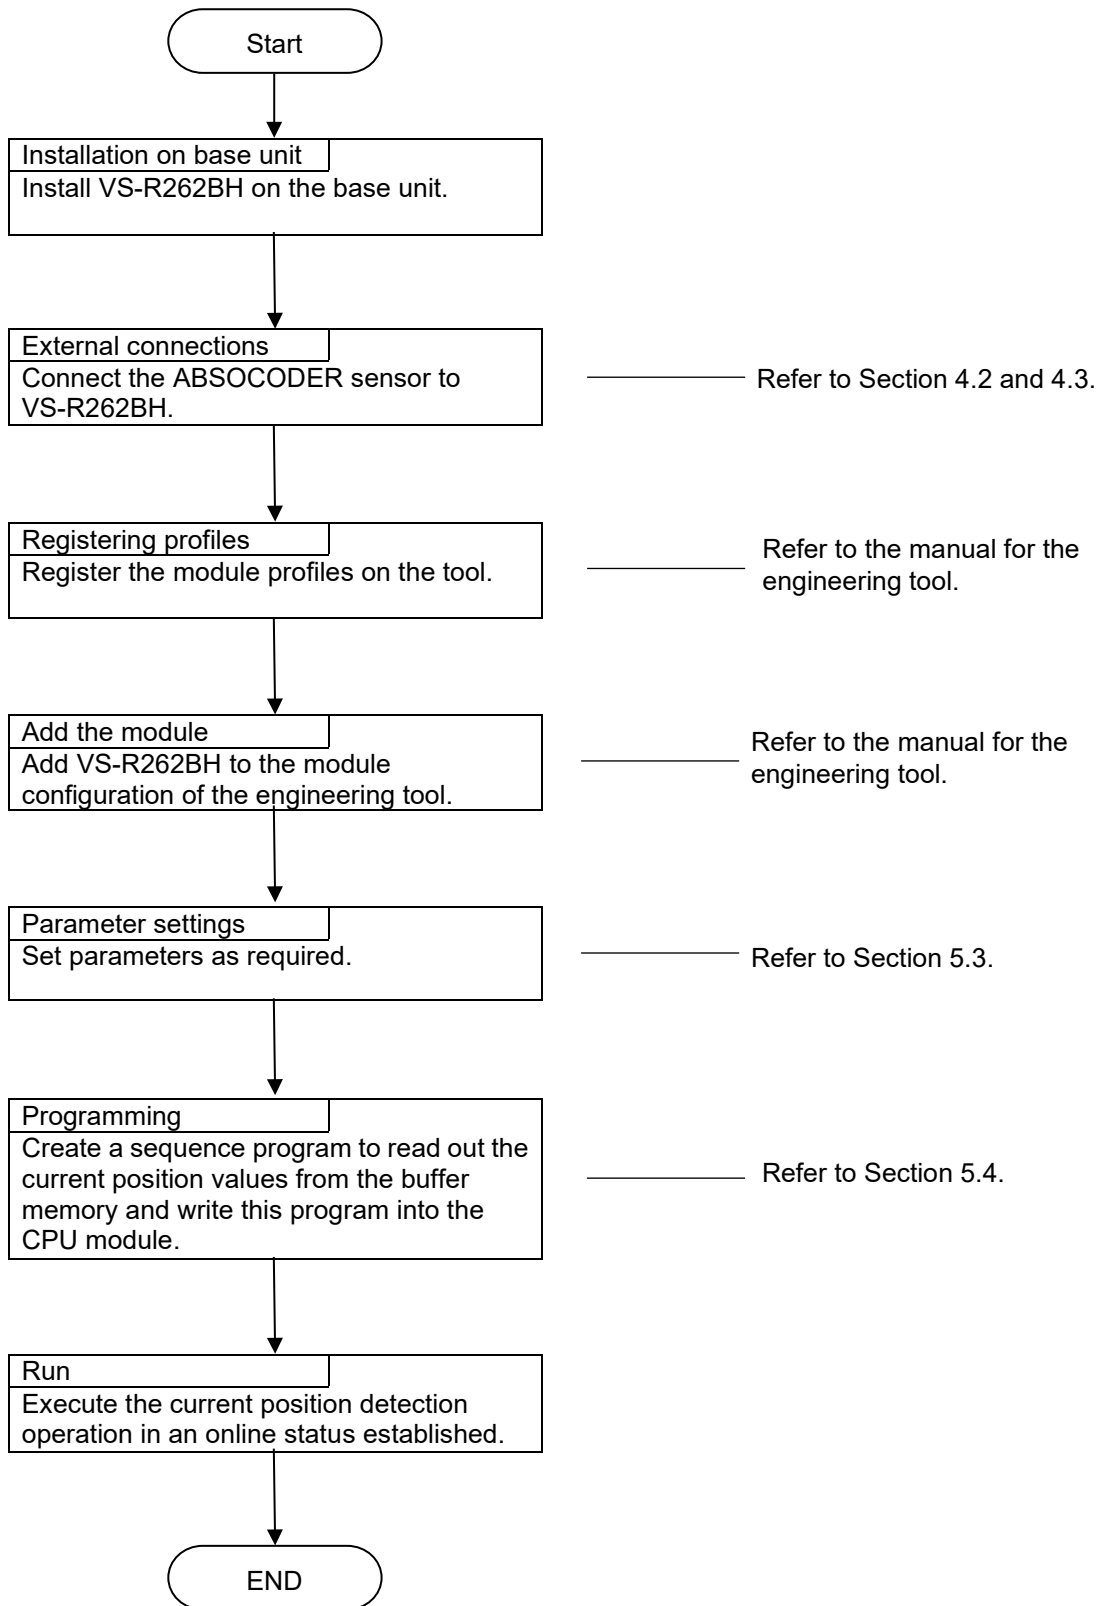 Start
Installation on base unit
Install VS-R262BH on the base unit.
External connections
Connect the ABSOCODER sensor to
VS-R262BH.
Refer to Section 4.2 and 4.3.
Registering profiles
Register the module profiles on the tool.
Refer to the manual for the
engineering tool.
Add the module
Add VS-R262BH to the module
configuration of the engineering tool.
Refer to the manual for the
engineering tool.
Parameter settings
Set parameters as required.
Refer to Section 5.3.
Programming
Create a sequence program to read out the
current position values from the buffer
memory and write this program into the
CPU module.
Refer to Section 5.4.
Run
Execute the current position detection
operation in an online status established.
END